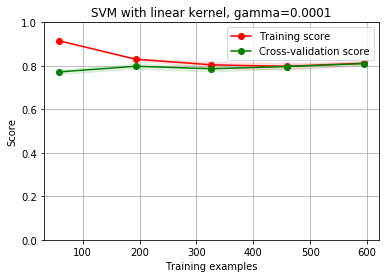 SVM with linear kernel, gamma=0.0001
1.0
0.8
0.6
0.4
0.2
0.0
Score
Training score
Cross-validation score
100 200 300 400 500 600
Training examples